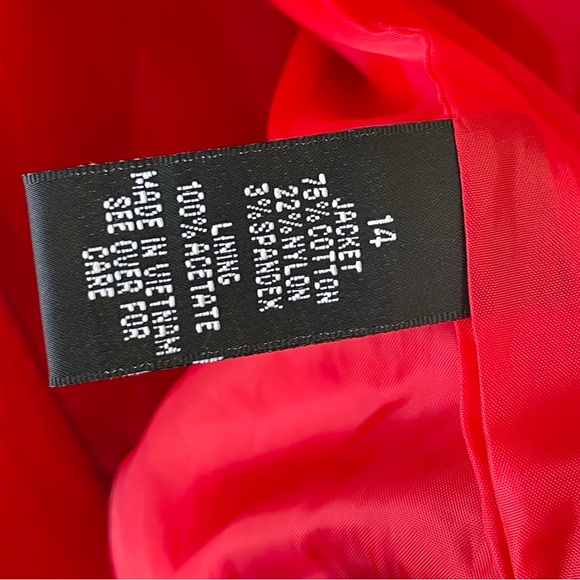 14
JACKET
75% COTTON
22% NYLON
3% SPANDEX
LINING
100% ACETATE
MADE IN VIETNAM
SEE OVER FOR
CARE